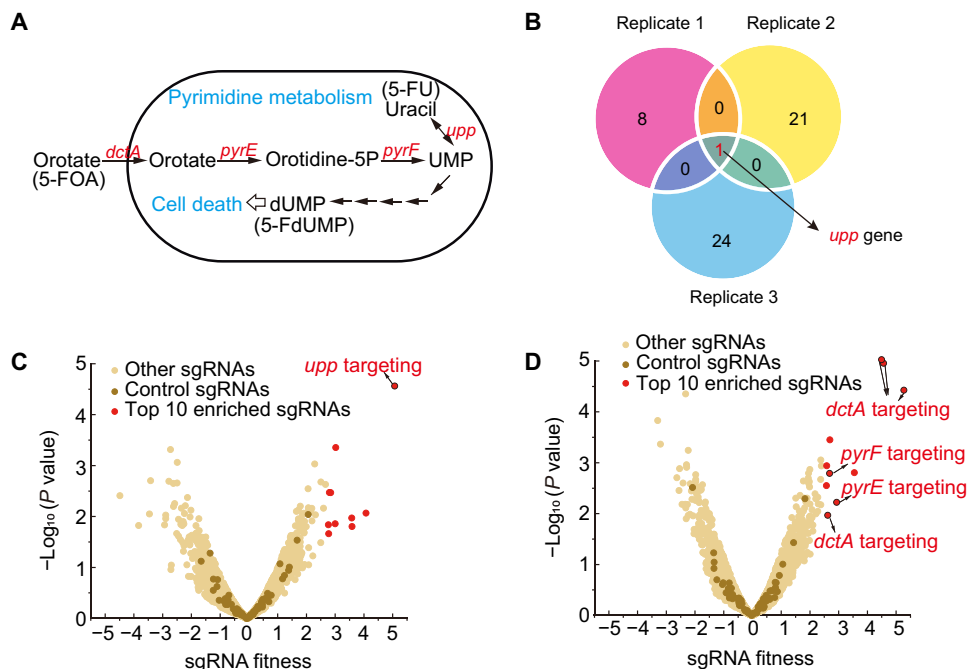 A
Pyrimidine metabolism
(5-FU)
Uracil
upp
Orotate
(5-FOA)
dctA
Orotate
pyrE
Orotidine-5P
pyrF
UMP
Cell death
dUMP
(5-FdUMP)
B
Replicate 1
Replicate 2
8
0
21
1
0
0
24
upp gene
Replicate 3
C
5
4
3
2
1
0
−Log10 (P value)
Other sgRNAs
Control sgRNAs
Top 10 enriched sgRNAs
upp targeting
−5 −4 −3 −2 −1 0 1 2 3 4 5
sgRNA fitness
D
5
4
3
2
1
0
−Log10 (P value)
Other sgRNAs
Control sgRNAs
Top 10 enriched sgRNAs
dctA targeting
pyrF targeting
pyrE targeting
dctA targeting
−5 −4 −3 −2 −1 0 1 2 3 4 5
sgRNA fitness